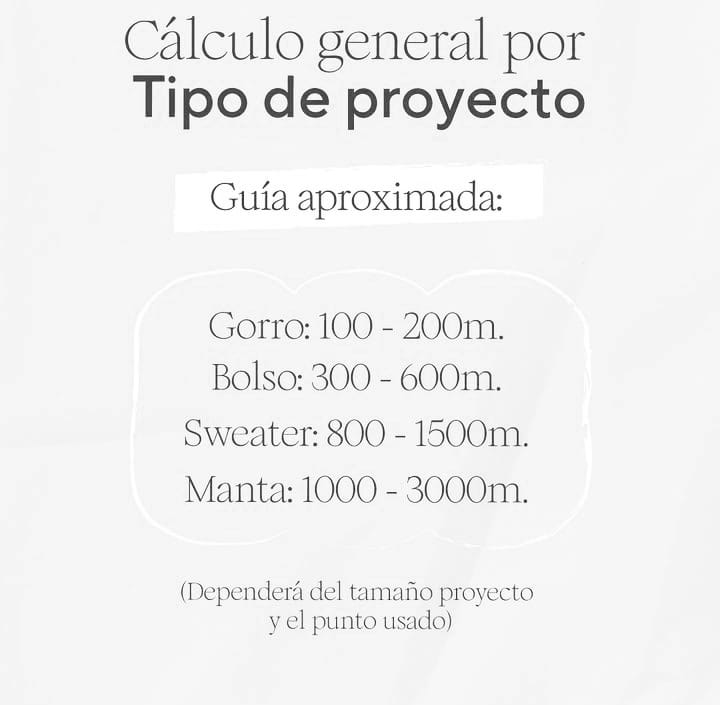 Cálculo general por
Tipo de proyecto
Guía aproximada:
Gorro: 100 - 200m.
Bolso: 300 - 600m.
Sweater: 800 - 1500m.
Manta: 1000 - 3000m.
(Dependerá del tamaño proyecto
y el punto usado)